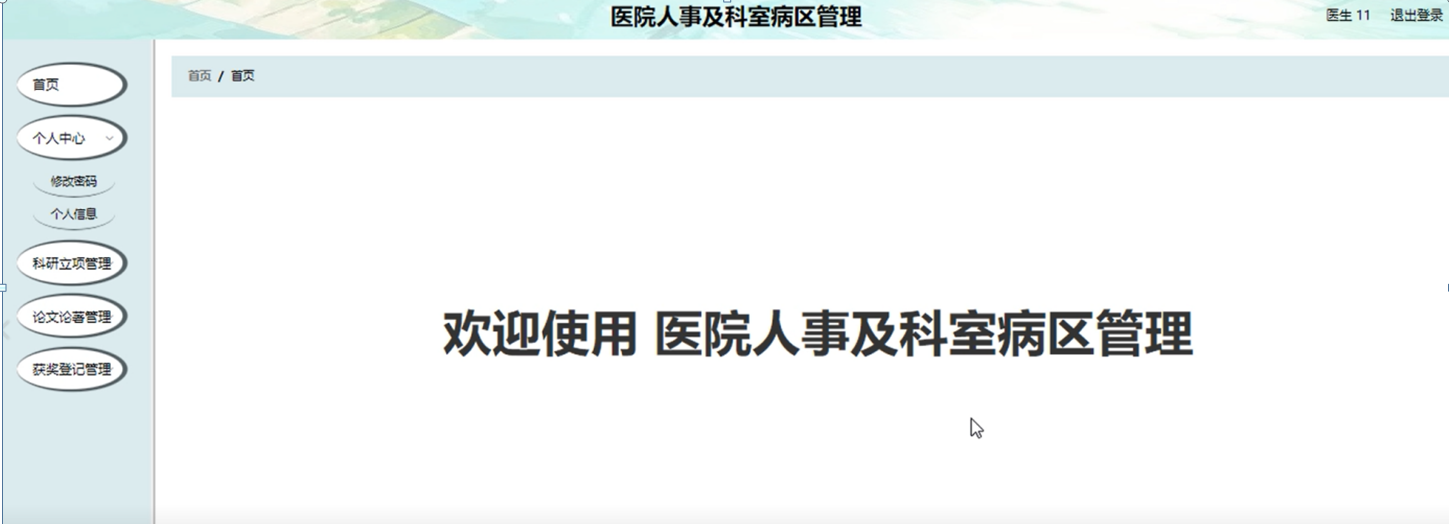 医院人事及科室病区管理
医生 11 退出登录
首页 / 首页
首页
个人中心
修改密码
个人信息
科研立项管理
论文论著管理
获奖登记管理
欢迎使用 医院人事及科室病区管理